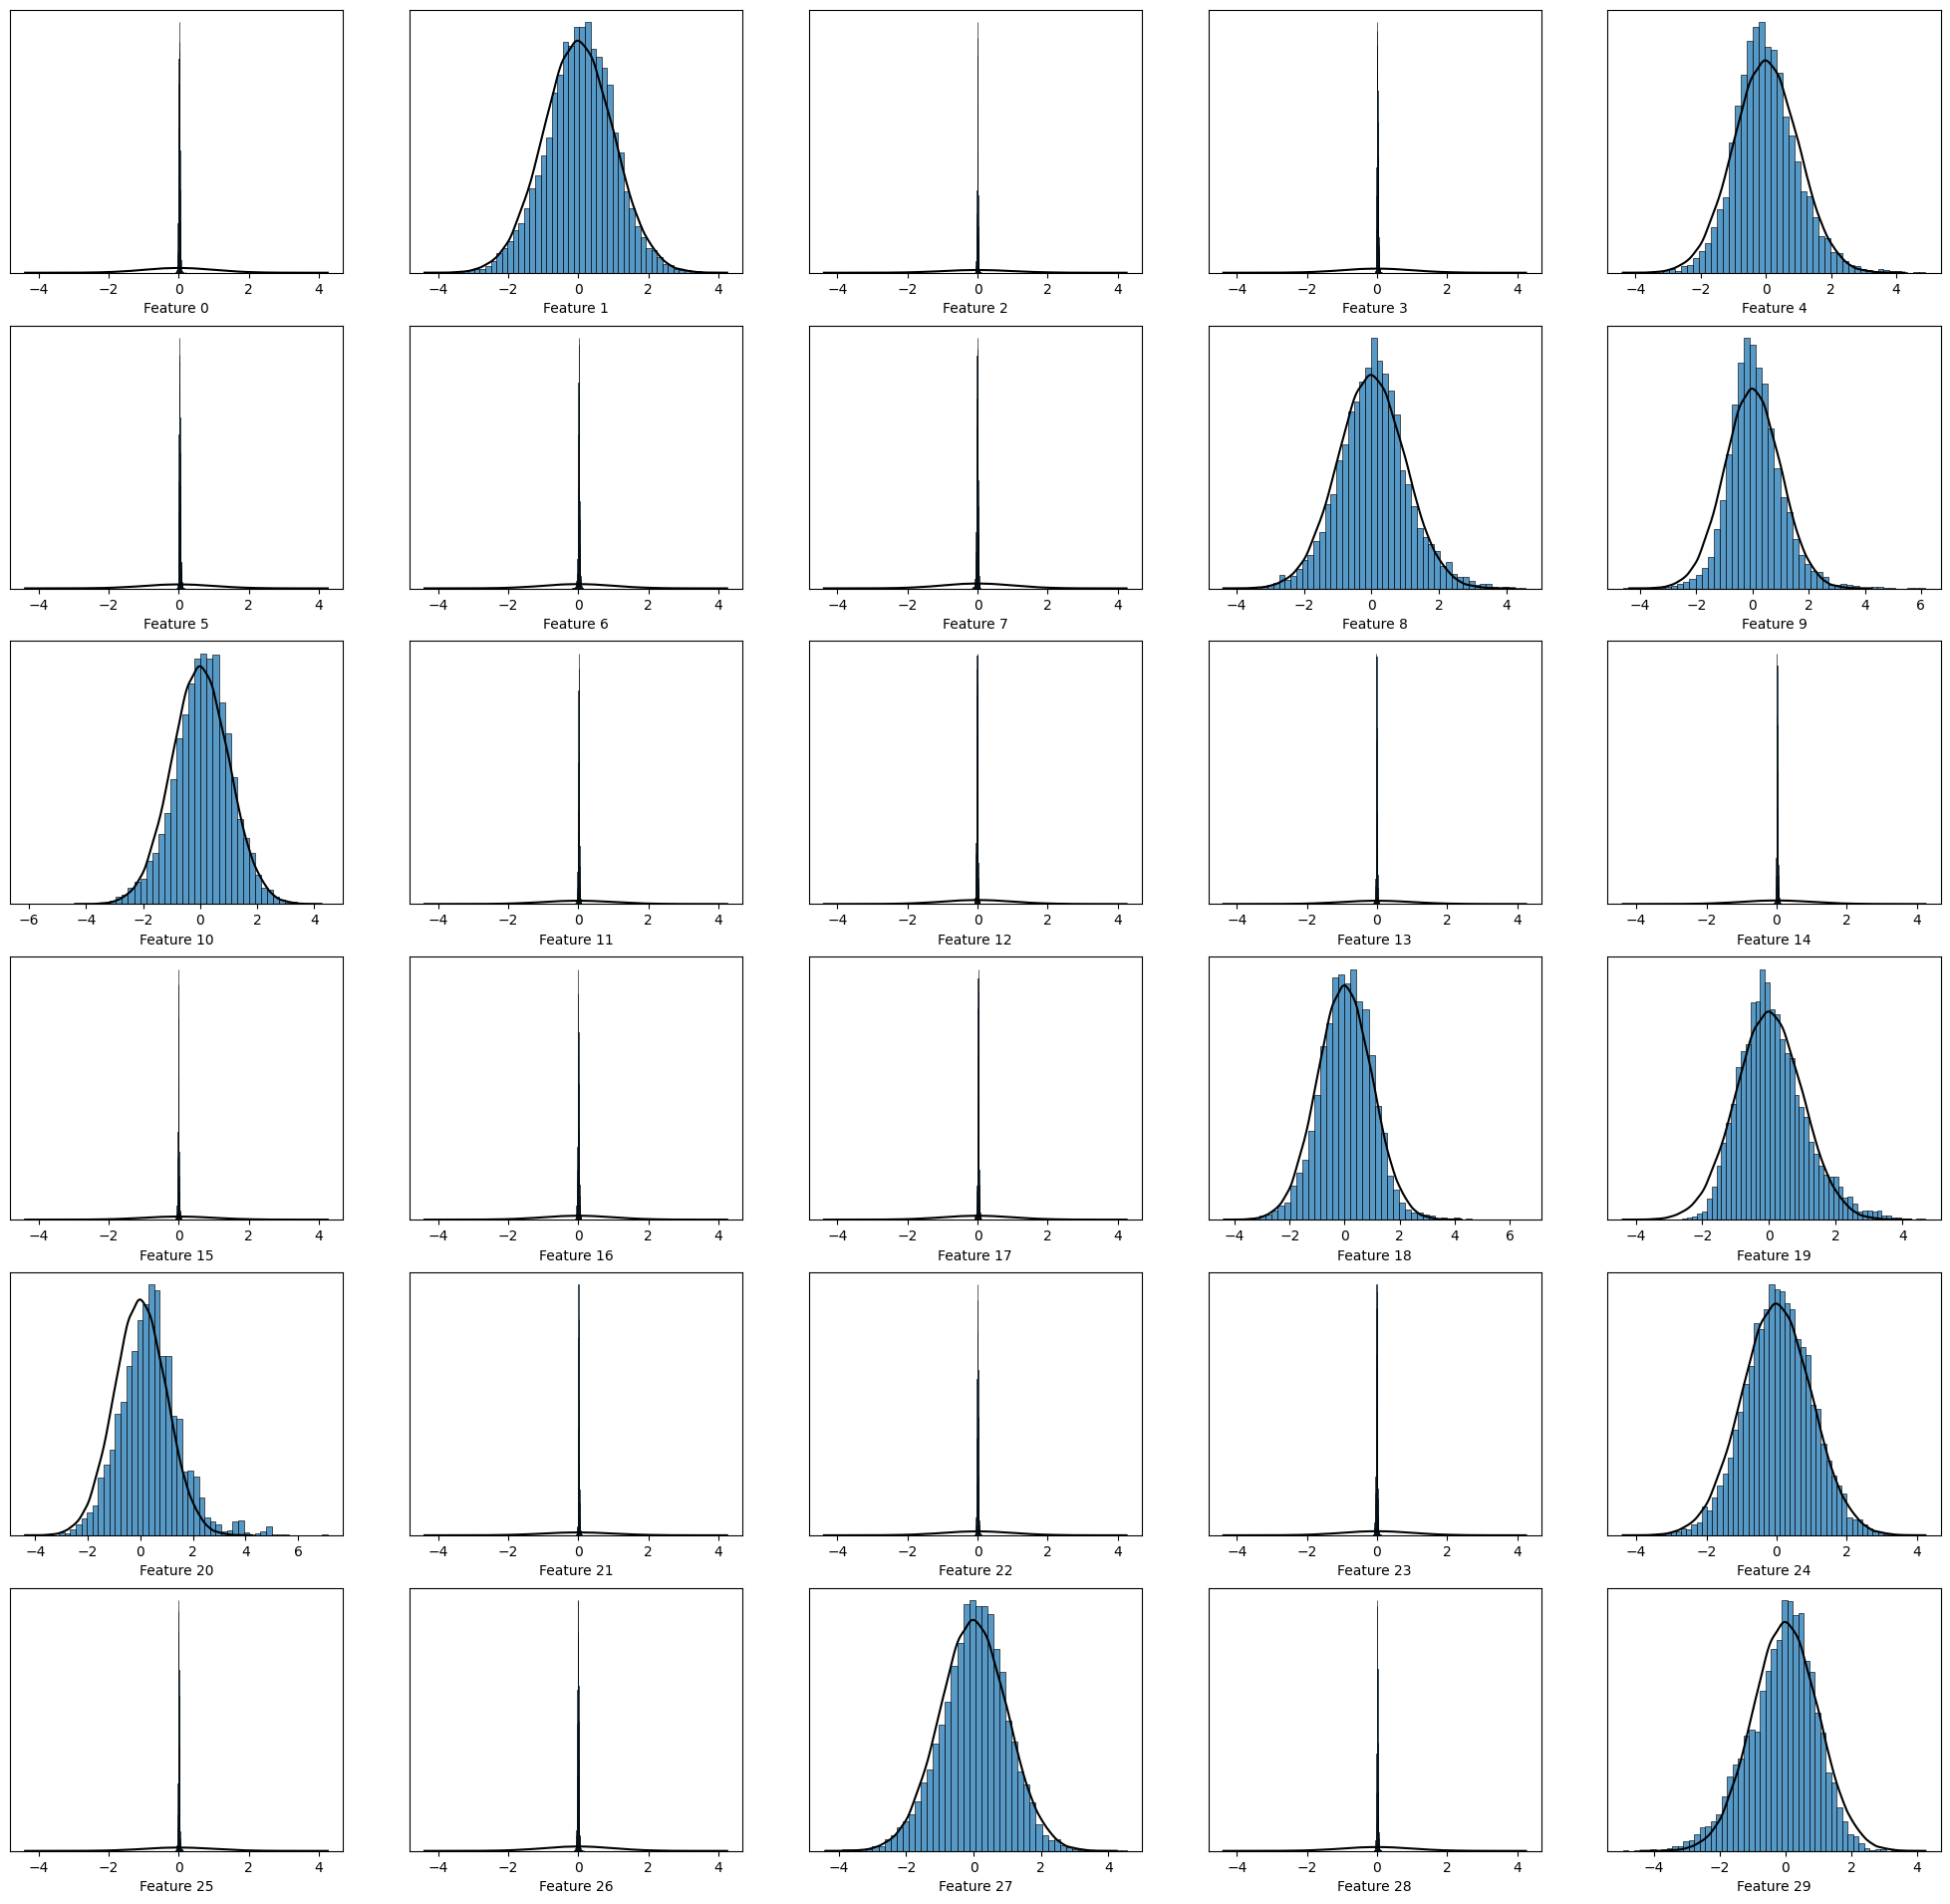 −4 −2 0 2 4 −4 −2 0 2 4 −4 −2 0 2 4 −4 −2 0 2 4 −4 −2 0 2 4
Feature 0 Feature 1 Feature 2 Feature 3 Feature 4
−4 −2 0 2 4 −4 −2 0 2 4 −4 −2 0 2 4 −4 −2 0 2 4 −4 −2 0 2 4 6
Feature 5 Feature 6 Feature 7 Feature 8 Feature 9
−6 −4 −2 0 2 4 −4 −2 0 2 4 −4 −2 0 2 4 −4 −2 0 2 4 −4 −2 0 2 4
Feature 10 Feature 11 Feature 12 Feature 13 Feature 14
−4 −2 0 2 4 −4 −2 0 2 4 −4 −2 0 2 4 −4 −2 0 2 4 6 −4 −2 0 2 4
Feature 15 Feature 16 Feature 17 Feature 18 Feature 19
−4 −2 0 2 4 6 −4 −2 0 2 4 −4 −2 0 2 4 −4 −2 0 2 4 −4 −2 0 2 4
Feature 20 Feature 21 Feature 22 Feature 23 Feature 24
−4 −2 0 2 4 −4 −2 0 2 4 −4 −2 0 2 4 −4 −2 0 2 4 −4 −2 0 2 4
Feature 25 Feature 26 Feature 27 Feature 28 Feature 29